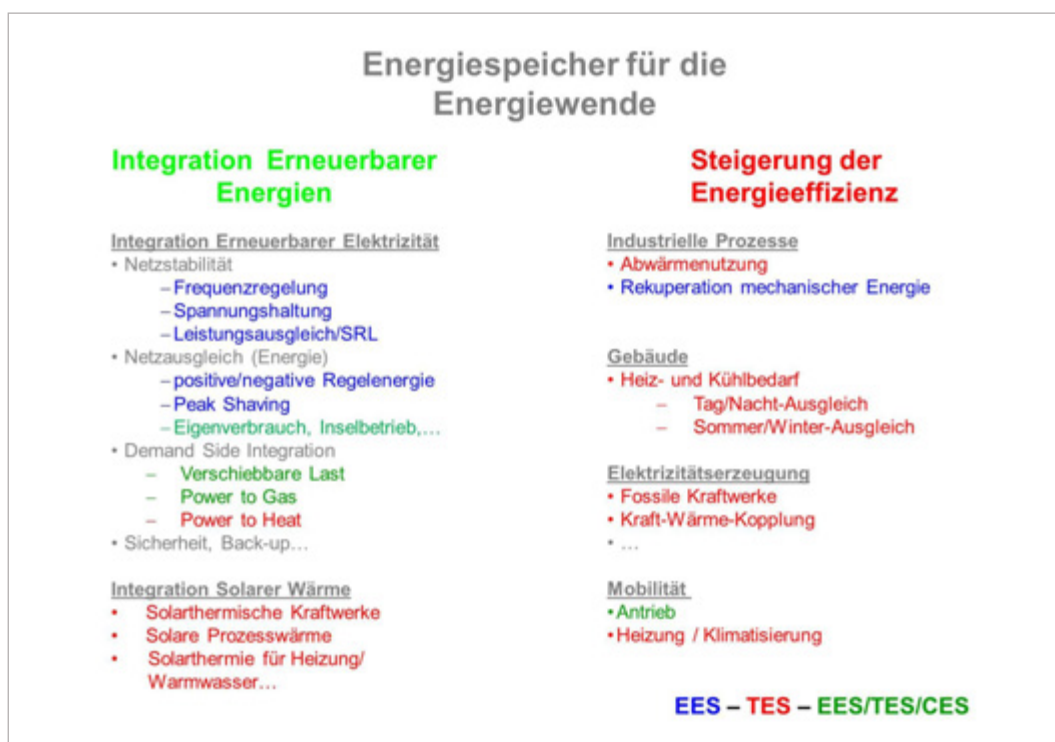 Energiespeicher für die
Energiewende
Integration Erneuerbarer
Energien
Integration Erneuerbarer Elektrizität
• Netzstabilität
–Frequenzregelung
–Spannungshaltung
–Leistungsausgleich/SRL
• Netzausgleich (Energie)
–positive/negative Regelenergie
–Peak Shaving
–Eigenverbrauch, Inselbetrieb,…
• Demand Side Integration
– Verschiebbare Last
– Power to Gas
– Power to Heat
• Sicherheit, Back-up…
Integration Solarer Wärme
• Solarthermische Kraftwerke
• Solare Prozesswärme
• Solarthermie für Heizung/
Warmwasser…
Steigerung der
Energieeffizienz
Industrielle Prozesse
• Abwärmenutzung
• Rekuperation mechanischer Energie
Gebäude
• Heiz- und Kühlbedarf
– Tag/Nacht-Ausgleich
– Sommer/Winter-Ausgleich
Elektrizitätserzeugung
• Fossile Kraftwerke
• Kraft-Wärme-Kopplung
• …
Mobilität
•Antrieb
•Heizung / Klimatisierung
EES – TES – EES/TES/CES